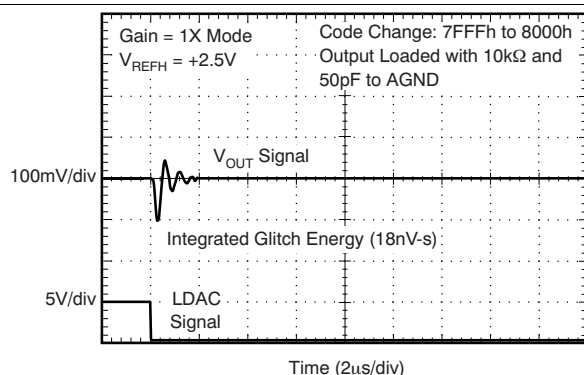 Gain = 1X Mode
V_REFH = +2.5V
Code Change: 7FFFh to 8000h
Output Loaded with 10kΩ and
50pF to AGND
V_OUT Signal
100mV/div
Integrated Glitch Energy (18nV-s)
5V/div
LDAC
Signal
Time (2µs/div)